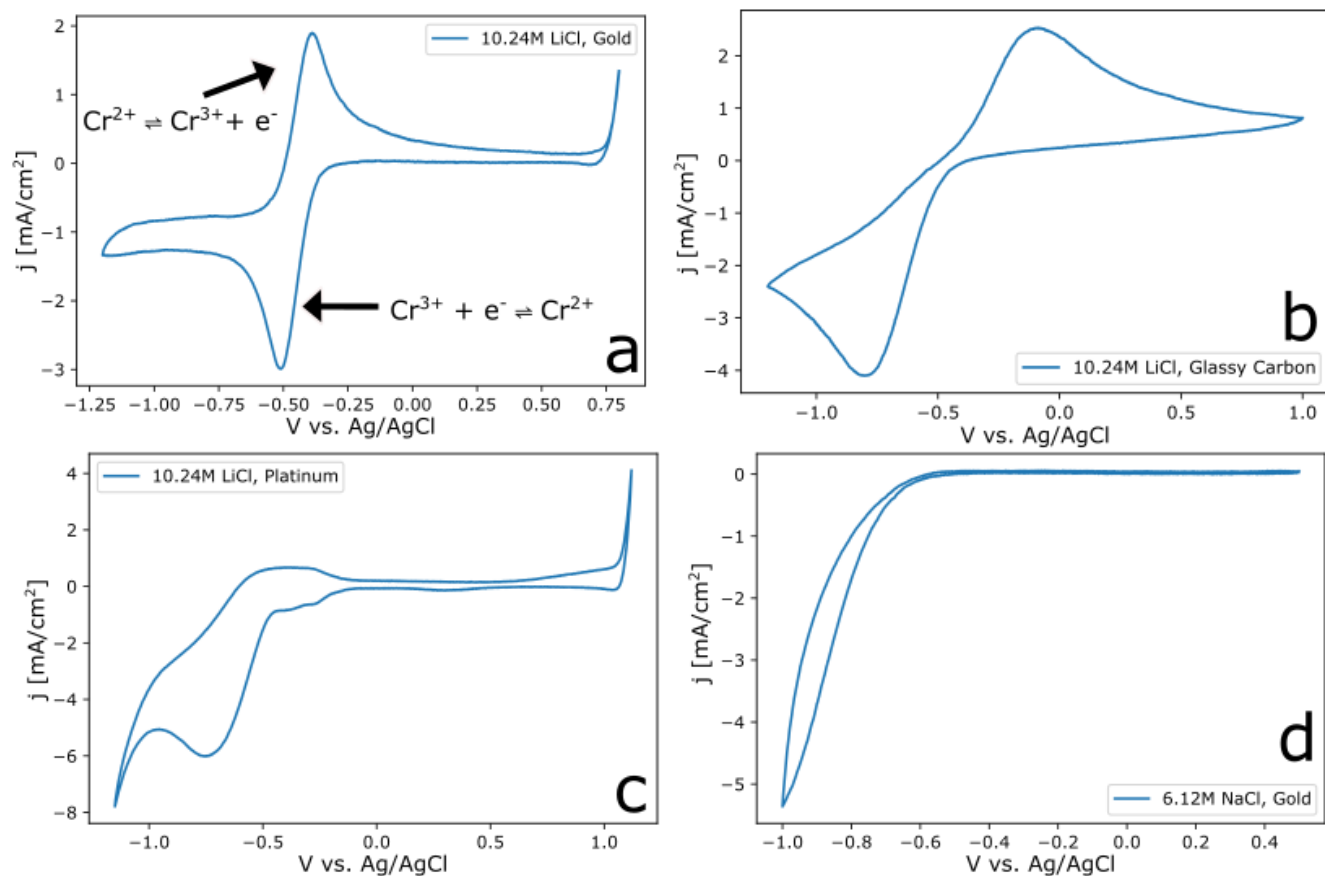 10.24M LiCl, Gold
Cr²⁺ ⇌ Cr³⁺+ e⁻
Cr³⁺ + e⁻ ⇌ Cr²⁺
a
j [mA/cm²]
2
1
0
−1
−2
−3
−1.25 −1.00 −0.75 −0.50 −0.25 0.00 0.25 0.50 0.75
V vs. Ag/AgCl
b
10.24M LiCl, Glassy Carbon
j [mA/cm²]
2
1
0
−1
−2
−3
−4
−1.0 −0.5 0.0 0.5 1.0
V vs. Ag/AgCl
10.24M LiCl, Platinum
c
j [mA/cm²]
4
2
0
−2
−4
−6
−8
−1.0 −0.5 0.0 0.5 1.0
V vs. Ag/AgCl
d
6.12M NaCl, Gold
j [mA/cm²]
0
−1
−2
−3
−4
−5
−1.0 −0.8 −0.6 −0.4 −0.2 0.0 0.2 0.4
V vs. Ag/AgCl